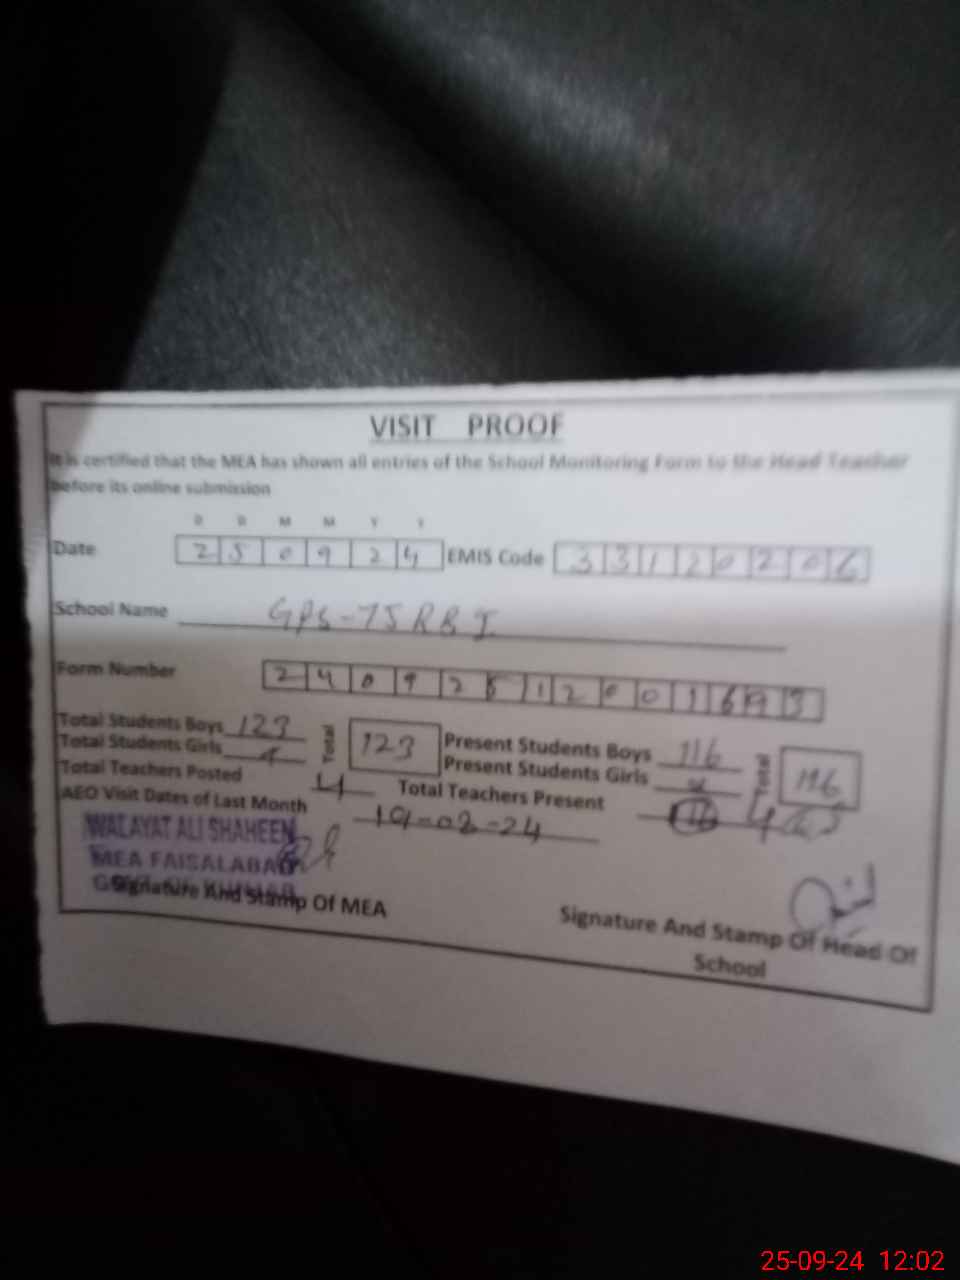 VISIT PROOF
It is certified that the MEA has shown all entries of the School Monitoring Form to the Head Teacher
before its online submission
D D M M Y Y
Date 2 5 0 9 2 4 EMIS Code 3 3 1 2 0 2 0 6
School Name GPS-75 RB I
Form Number 2 4 0 9 2 5 1 2 0 0 1 6
Total Students Boys 123 Total 123 Present Students Boys 116 Total 116
Total Students Girls Present Students Girls
Total Teachers Posted 4 Total Teachers Present 4
AEO Visit Dates of Last Month 19-08-24
WALAYAT ALI SHAHEEN
MEA FAISALABAD
Signature And Stamp Of MEA
Signature And Stamp Of Head Of
School
25-09-24 12:02